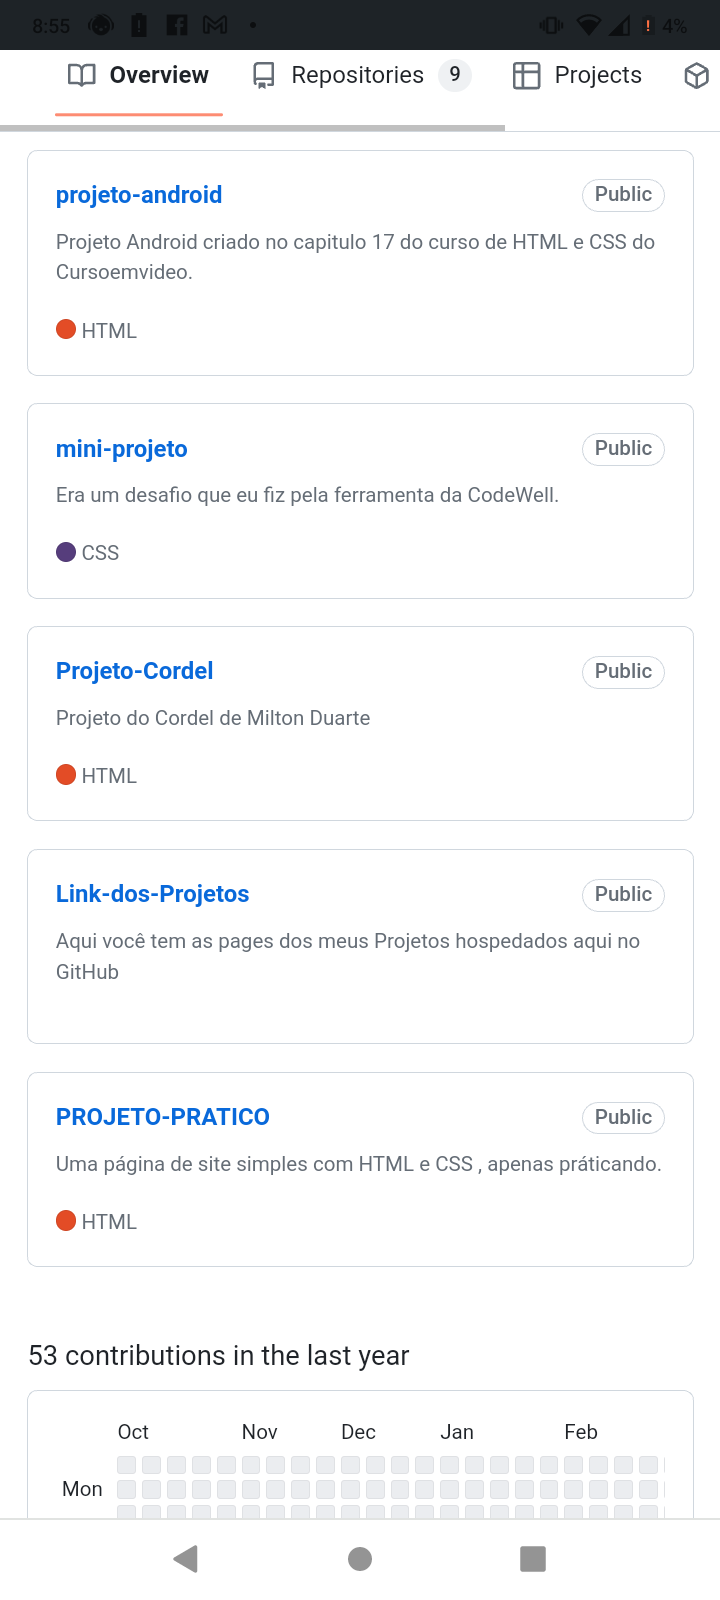 8:55
4%
Overview
Repositories 9
Projects
projeto-android
Public
Projeto Android criado no capitulo 17 do curso de HTML e CSS do
Cursoemvideo.
HTML
mini-projeto
Public
Era um desafio que eu fiz pela ferramenta da CodeWell.
CSS
Projeto-Cordel
Public
Projeto do Cordel de Milton Duarte
HTML
Link-dos-Projetos
Public
Aqui você tem as pages dos meus Projetos hospedados aqui no
GitHub
PROJETO-PRATICO
Public
Uma página de site simples com HTML e CSS , apenas práticando.
HTML
53 contributions in the last year
Oct Nov Dec Jan Feb
Mon